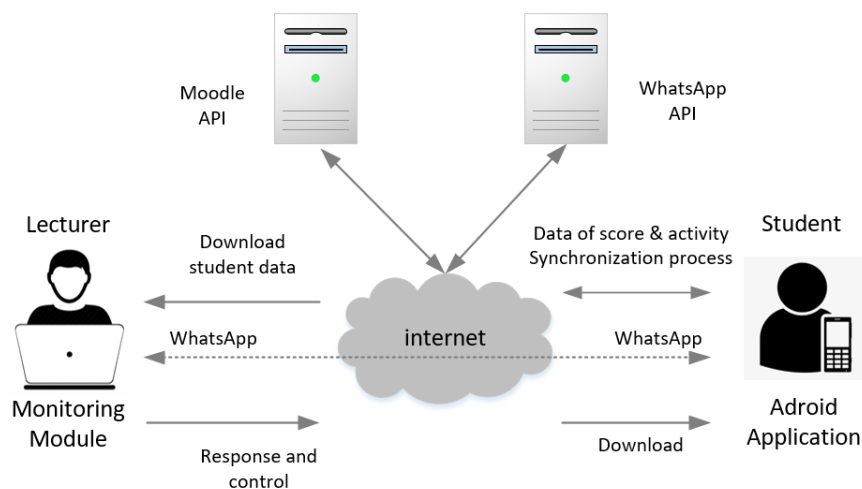 Moodle
API
WhatsApp
API
Lecturer
Download
student data
Data of score & activity
Synchronization process
Student
WhatsApp
internet
WhatsApp
Monitoring
Module
Response and
control
Download
Adroid
Application